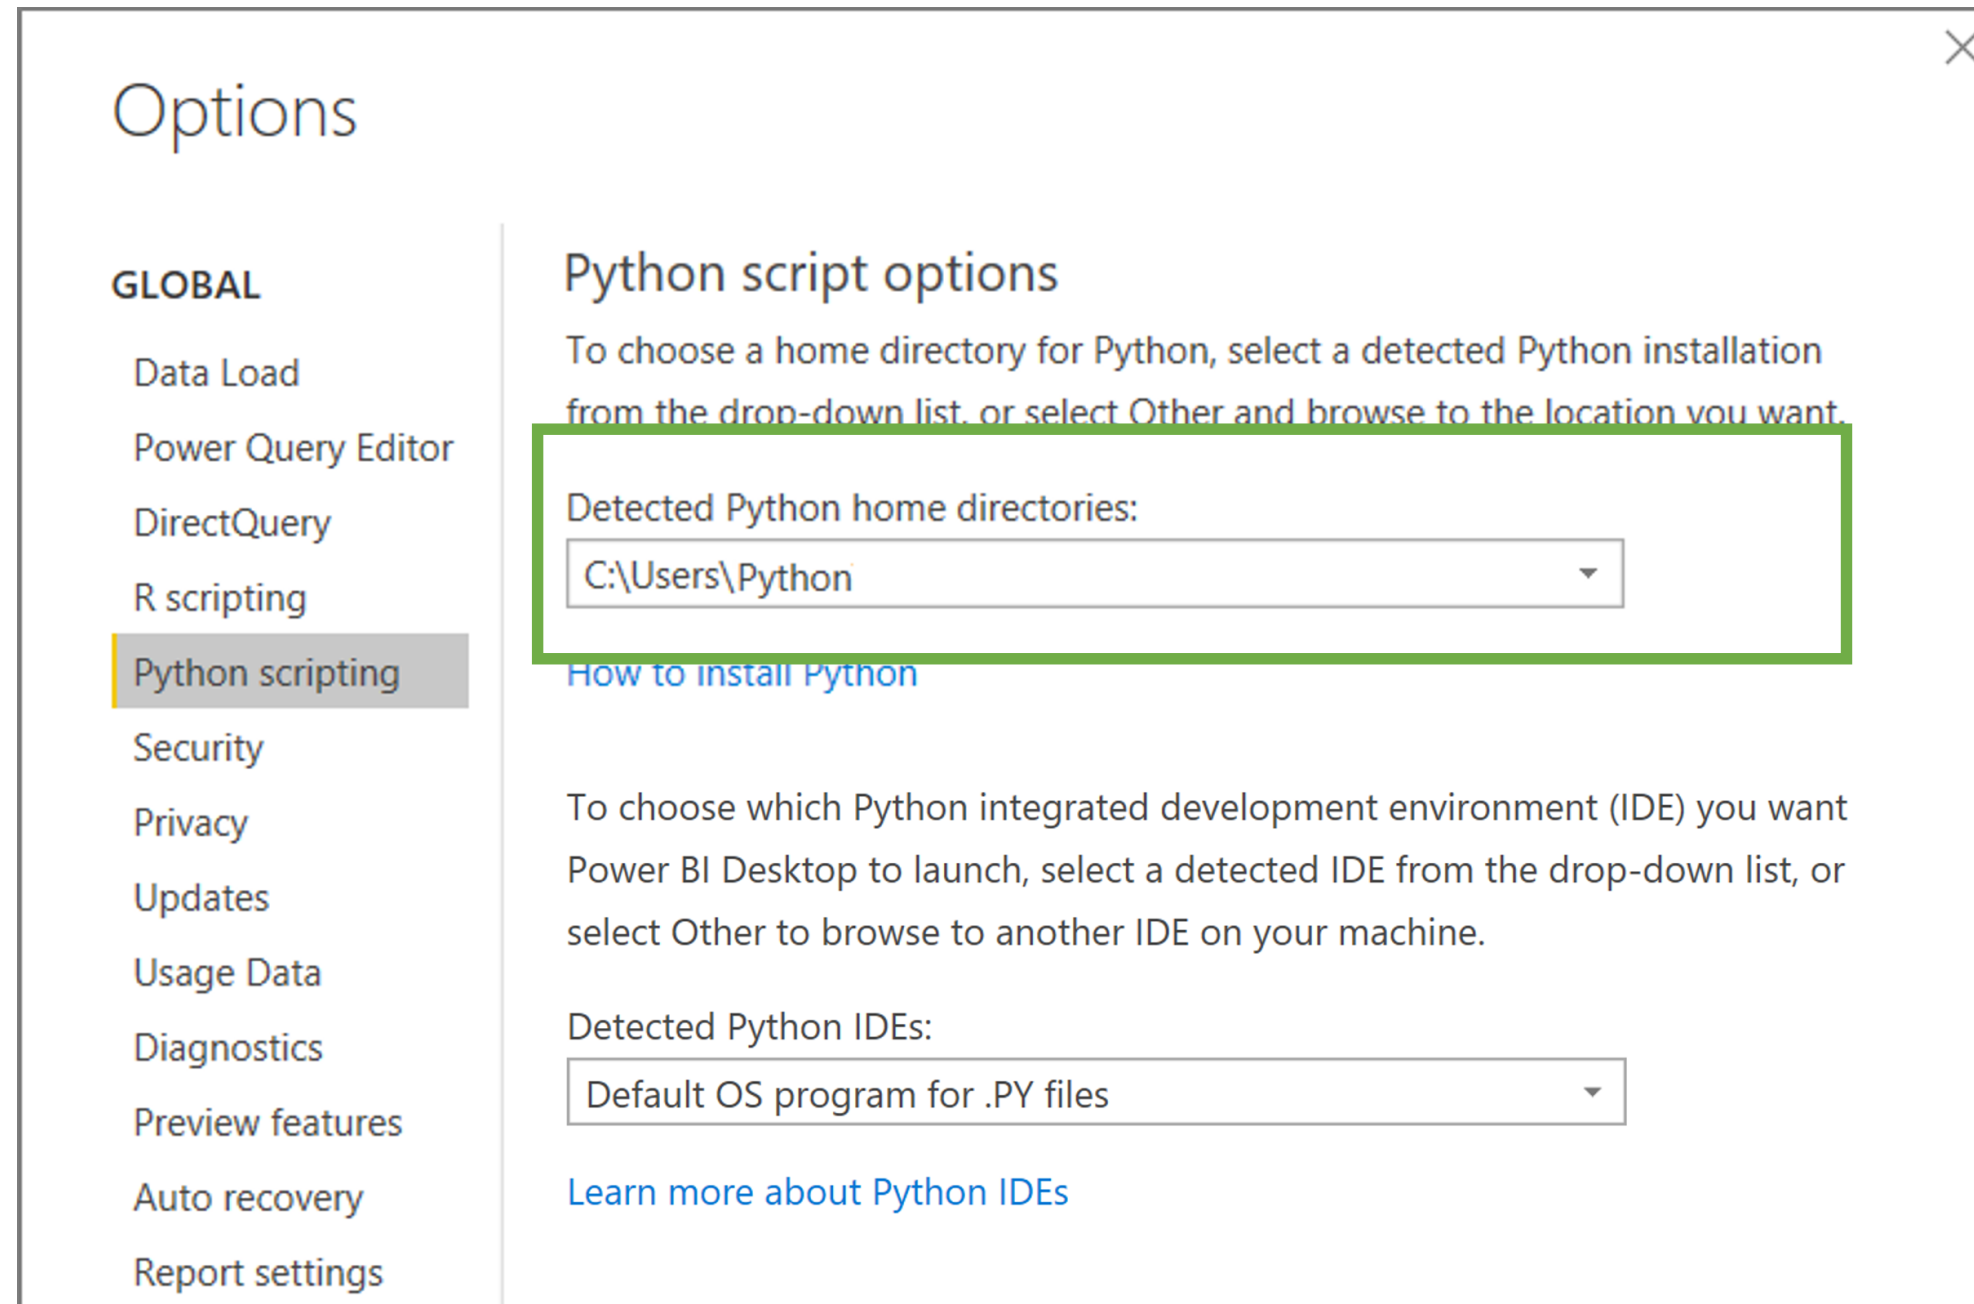 Options
GLOBAL
Data Load
Power Query Editor
DirectQuery
R scripting
Python scripting
Security
Privacy
Updates
Usage Data
Diagnostics
Preview features
Auto recovery
Report settings
Python script options
To choose a home directory for Python, select a detected Python installation
from the drop-down list, or select Other and browse to the location you want.
Detected Python home directories:
C:\Users\Python
How to install Python
To choose which Python integrated development environment (IDE) you want
Power BI Desktop to launch, select a detected IDE from the drop-down list, or
select Other to browse to another IDE on your machine.
Detected Python IDEs:
Default OS program for .PY files
Learn more about Python IDEs